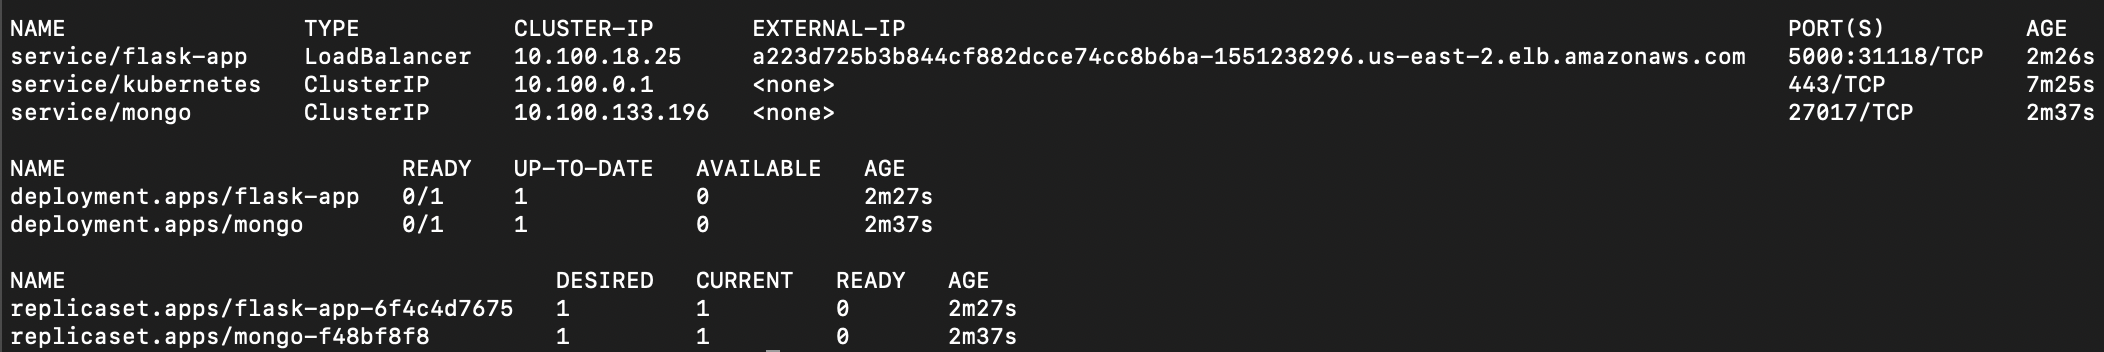 NAME TYPE CLUSTER-IP EXTERNAL-IP PORT(S) AGE
service/flask-app LoadBalancer 10.100.18.25 a223d725b3b844cf882dcce74cc8b6ba-1551238296.us-east-2.elb.amazonaws.com 5000:31118/TCP 2m26s
service/kubernetes ClusterIP 10.100.0.1 <none> 443/TCP 7m25s
service/mongo ClusterIP 10.100.133.196 <none> 27017/TCP 2m37s
NAME READY UP-TO-DATE AVAILABLE AGE
deployment.apps/flask-app 0/1 1 0 2m27s
deployment.apps/mongo 0/1 1 0 2m37s
NAME DESIRED CURRENT READY AGE
replicaset.apps/flask-app-6f4c4d7675 1 1 0 2m27s
replicaset.apps/mongo-f48bf8f8 1 1 0 2m37s